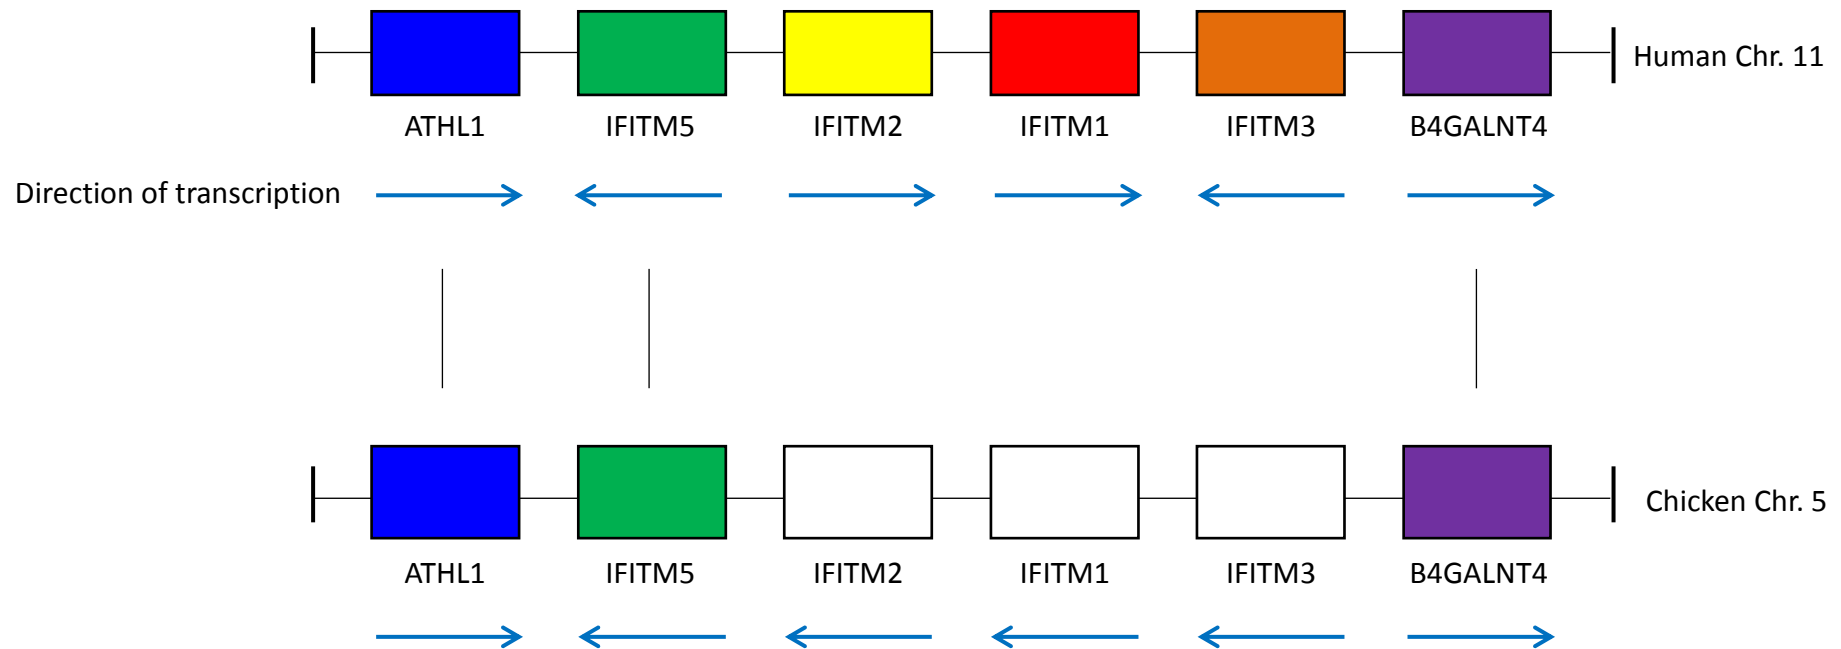 Human Chr. 11
ATHL1 IFITM5 IFITM2 IFITM1 IFITM3 B4GALNT4
Direction of transcription
Chicken Chr. 5
ATHL1 IFITM5 IFITM2 IFITM1 IFITM3 B4GALNT4